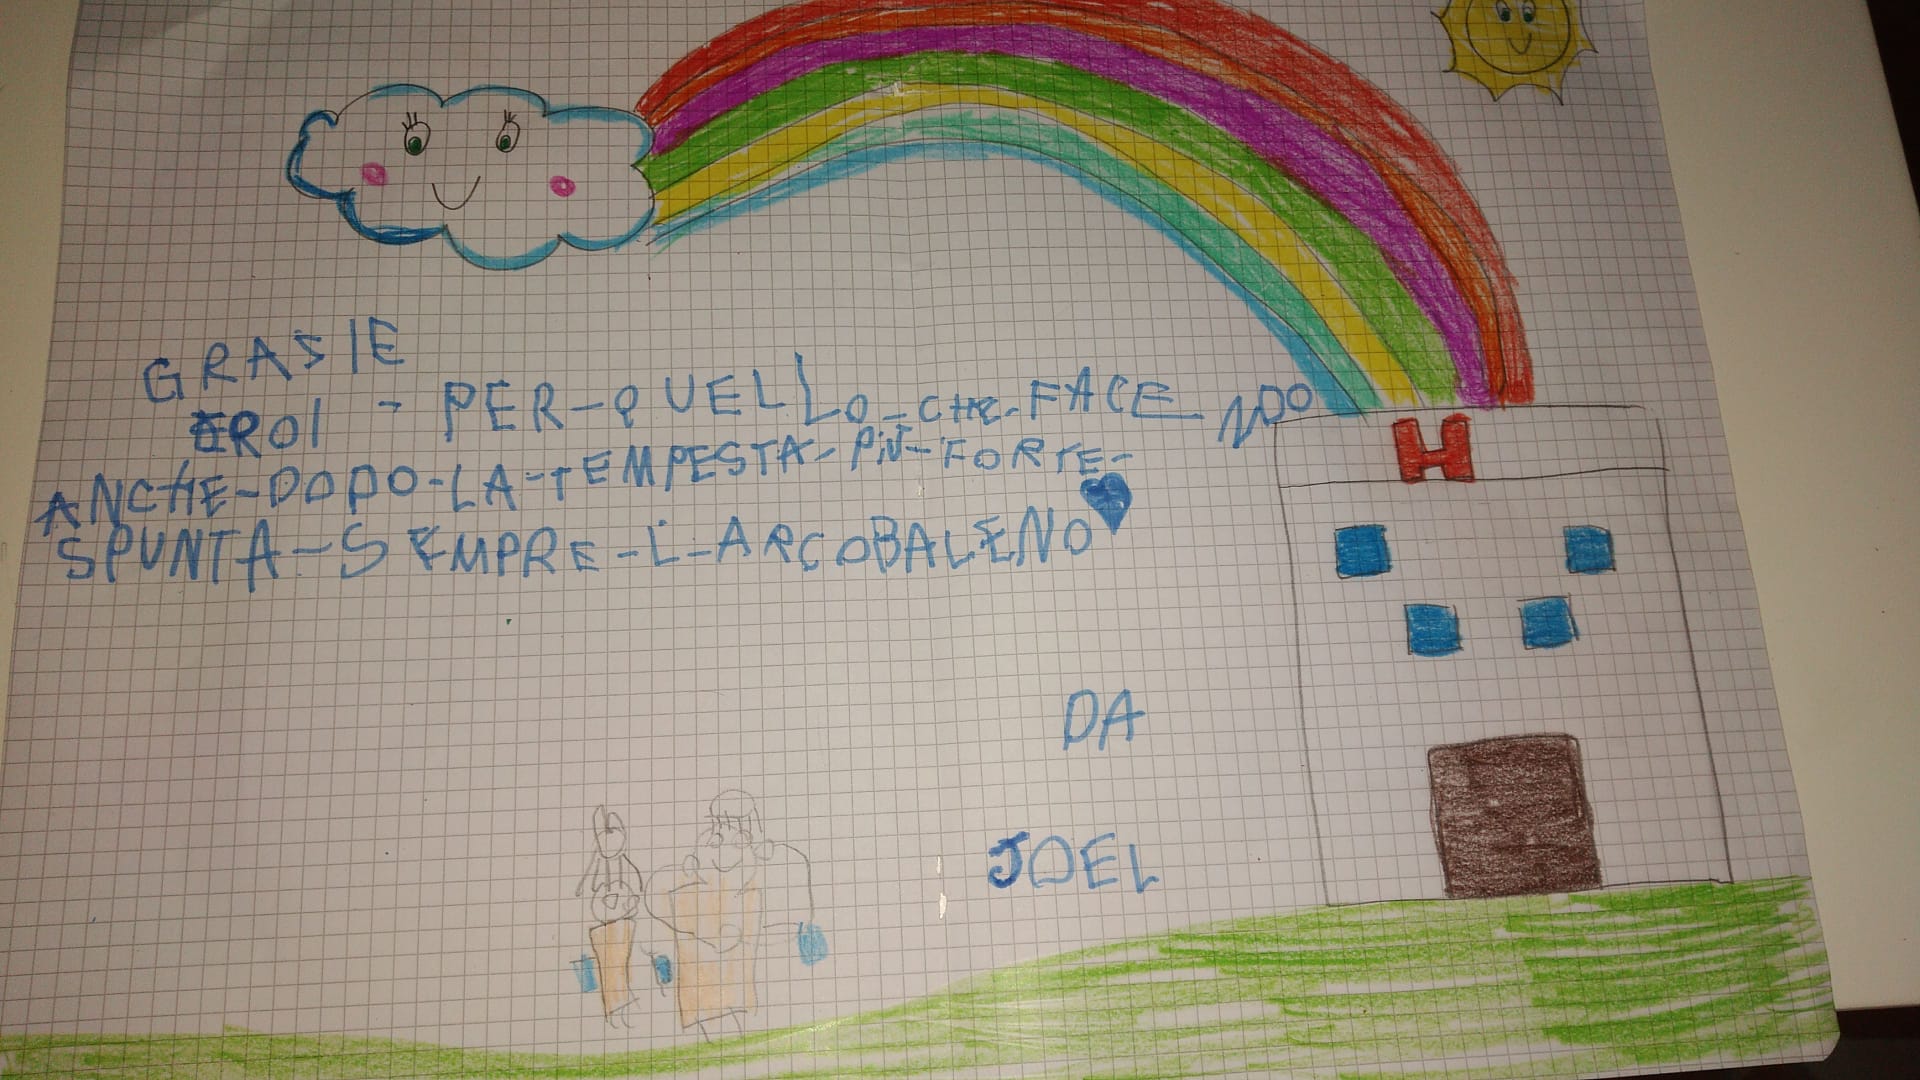 GRASIE
EROI - PER-QUELLO-CHE-FACENDO
ANCHE-DOPO-LA-TEMPESTA-PIÙ-FORTE-
SPUNTA-SEMPRE-L'-ARCOBALENO
H
DA
JOEL